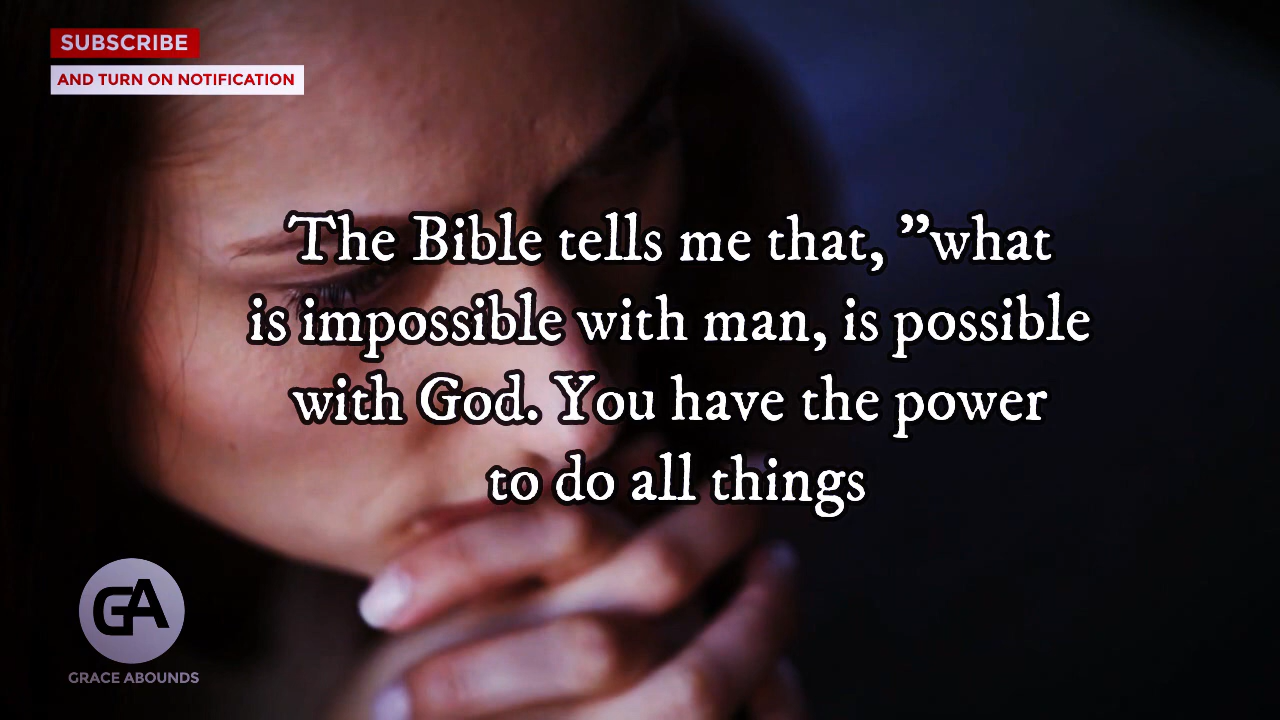 SUBSCRIBE
AND TURN ON NOTIFICATION
The Bible tells me that, ”what
is impossible with man, is possible
with God. You have the power
to do all things
GA
GRACE ABOUNDS